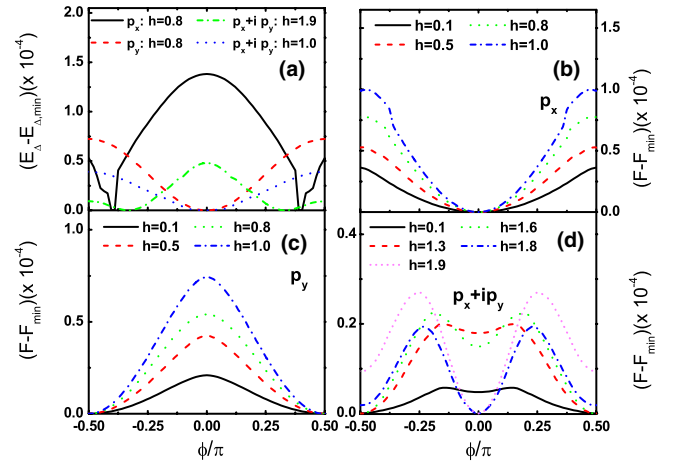 p_x: h=0.8 p_x+i p_y: h=1.9
p_y: h=0.8 p_x+i p_y: h=1.0
(a)
(E_Δ-E_Δ,min)(x 10^-4)
2.0
1.5
1.0
0.5
0.0
h=0.1 h=0.8
h=0.5 h=1.0
(b)
p_x
(F-F_min)(x 10^-4)
1.5
1.0
0.5
0.0
h=0.1 h=0.8
h=0.5 h=1.0
(c)
p_y
(F-F_min)(x 10^-4)
1.0
0.5
0.0
-0.50 -0.25 0.00 0.25
ϕ/π
h=0.1 h=1.6
h=1.3 h=1.8
h=1.9
(d)
p_x+ip_y
(F-F_min)(x 10^-4)
0.4
0.2
0.0
-0.50 -0.25 0.00 0.25 0.50
ϕ/π